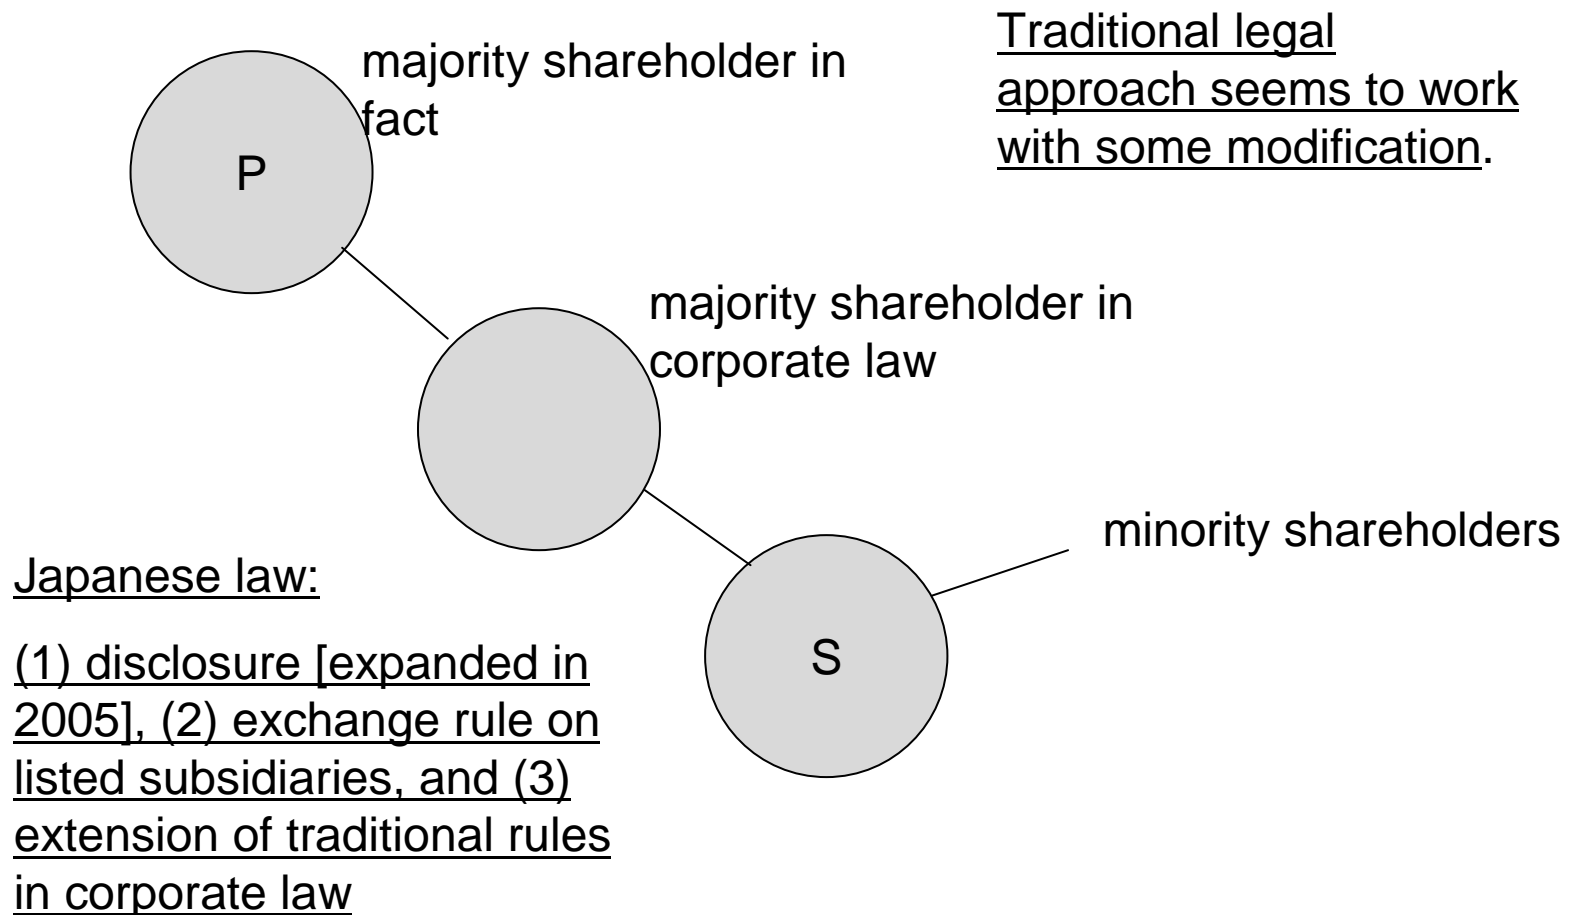 majority shareholder in
fact
Traditional legal
approach seems to work
with some modification.
P
majority shareholder in
corporate law
minority shareholders
S
Japanese law:
(1) disclosure [expanded in
2005], (2) exchange rule on
listed subsidiaries, and (3)
extension of traditional rules
in corporate law